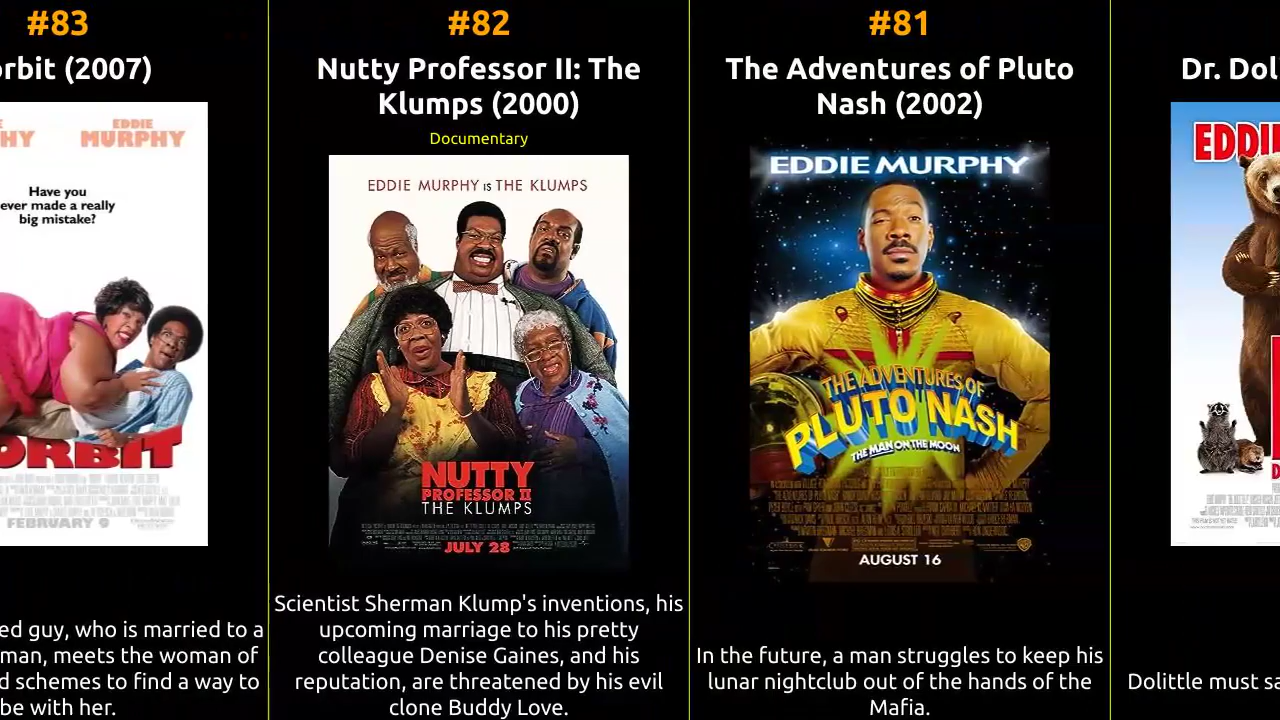 #83
#82
#81
orbit (2007)
Nutty Professor II: The
Klumps (2000)
The Adventures of Pluto
Nash (2002)
Dr. Dol
Documentary
HY
EDDIE
MURPHY
Have you
ever made a really
big mistake?
ORBIT
FEBRUARY 9
EDDIE MURPHY IS THE KLUMPS
NUTTY
PROFESSOR II
THE KLUMPS
JULY 28
EDDIE MURPHY
THE ADVENTURES OF
PLUTO NASH
THE MAN ON THE MOON
AUGUST 16
EDDI
ed guy, who is married to a
man, meets the woman of
d schemes to find a way to
be with her.
Scientist Sherman Klump's inventions, his
upcoming marriage to his pretty
colleague Denise Gaines, and his
reputation, are threatened by his evil
clone Buddy Love.
In the future, a man struggles to keep his
lunar nightclub out of the hands of the
Mafia.
Dolittle must sa